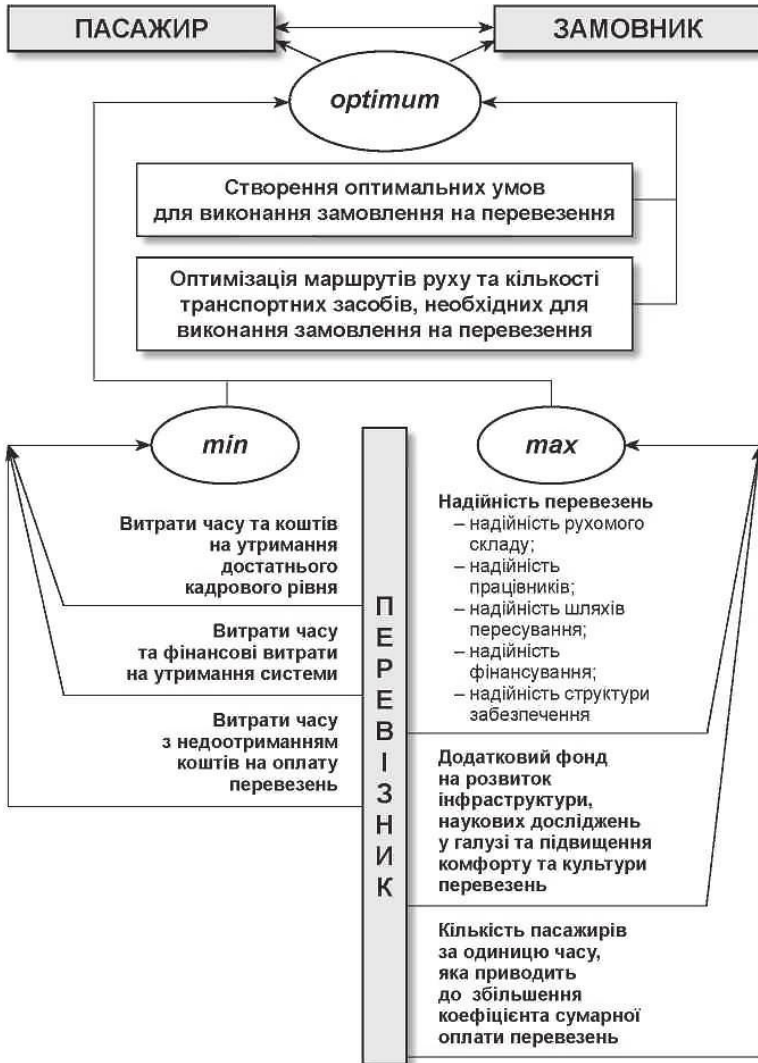 ПАСАЖИР
ЗАМОВНИК
optimum
Створення оптимальних умов
для виконання замовлення на перевезення
Оптимізація маршрутів руху та кількості
транспортних засобів, необхідних для
виконання замовлення на перевезення
min
max
Витрати часу та коштів
на утримання
достатнього
кадрового рівня
Витрати часу
та фінансові витрати
на утримання системи
Витрати часу
з недоотриманням
коштів на оплату
перевезень
П
Е
Р
Е
В
І
З
Н
И
К
Надійність перевезень
– надійність рухомого
складу;
– надійність
працівників;
– надійність шляхів
пересування;
– надійність
фінансування;
– надійність структури
забезпечення
Додатковий фонд
на розвиток
інфраструктури,
наукових досліджень
у галузі та підвищення
комфорту та культури
перевезень
Кількість пасажирів
за одиницю часу,
яка приводить
до збільшення
коефіцієнта сумарної
оплати перевезень